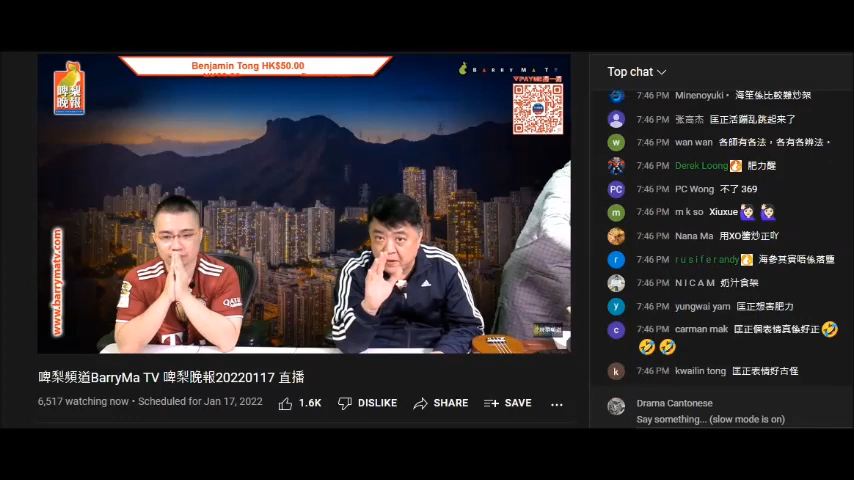 Benjamin Tong HK$50.00
啤梨晚報
BARRYMATV
www.barrymatv.com
QATAR
adidas
啤梨頻道BarryMa TV 啤梨晚報20220117 直播
6,517 watching now • Scheduled for Jan 17, 2022
1.6K
DISLIKE
SHARE
SAVE
Top chat
7:46 PM Minenoyuki • 海笙係比較難炒架
7:46 PM 张高杰 匡正活蹦乱跳起来了
7:46 PM wan wan 各師有各法，各有各辨法。
7:46 PM Derek Loong 肥力醒
7:46 PM PC Wong 不了 369
7:46 PM m k so Xiuxue
7:46 PM Nana Ma 用XO醬炒正吖
7:46 PM r u s i f e r andy 海參其實唔係落鹽
7:46 PM N I C A M 奶汁食架
7:46 PM yungwai yam 匡正想害肥力
7:46 PM carman mak 匡正個表情真係好正🤣
🤣🤣
7:46 PM kwailin tong 匡正表情好古怪
Drama Cantonese
Say something... (slow mode is on)